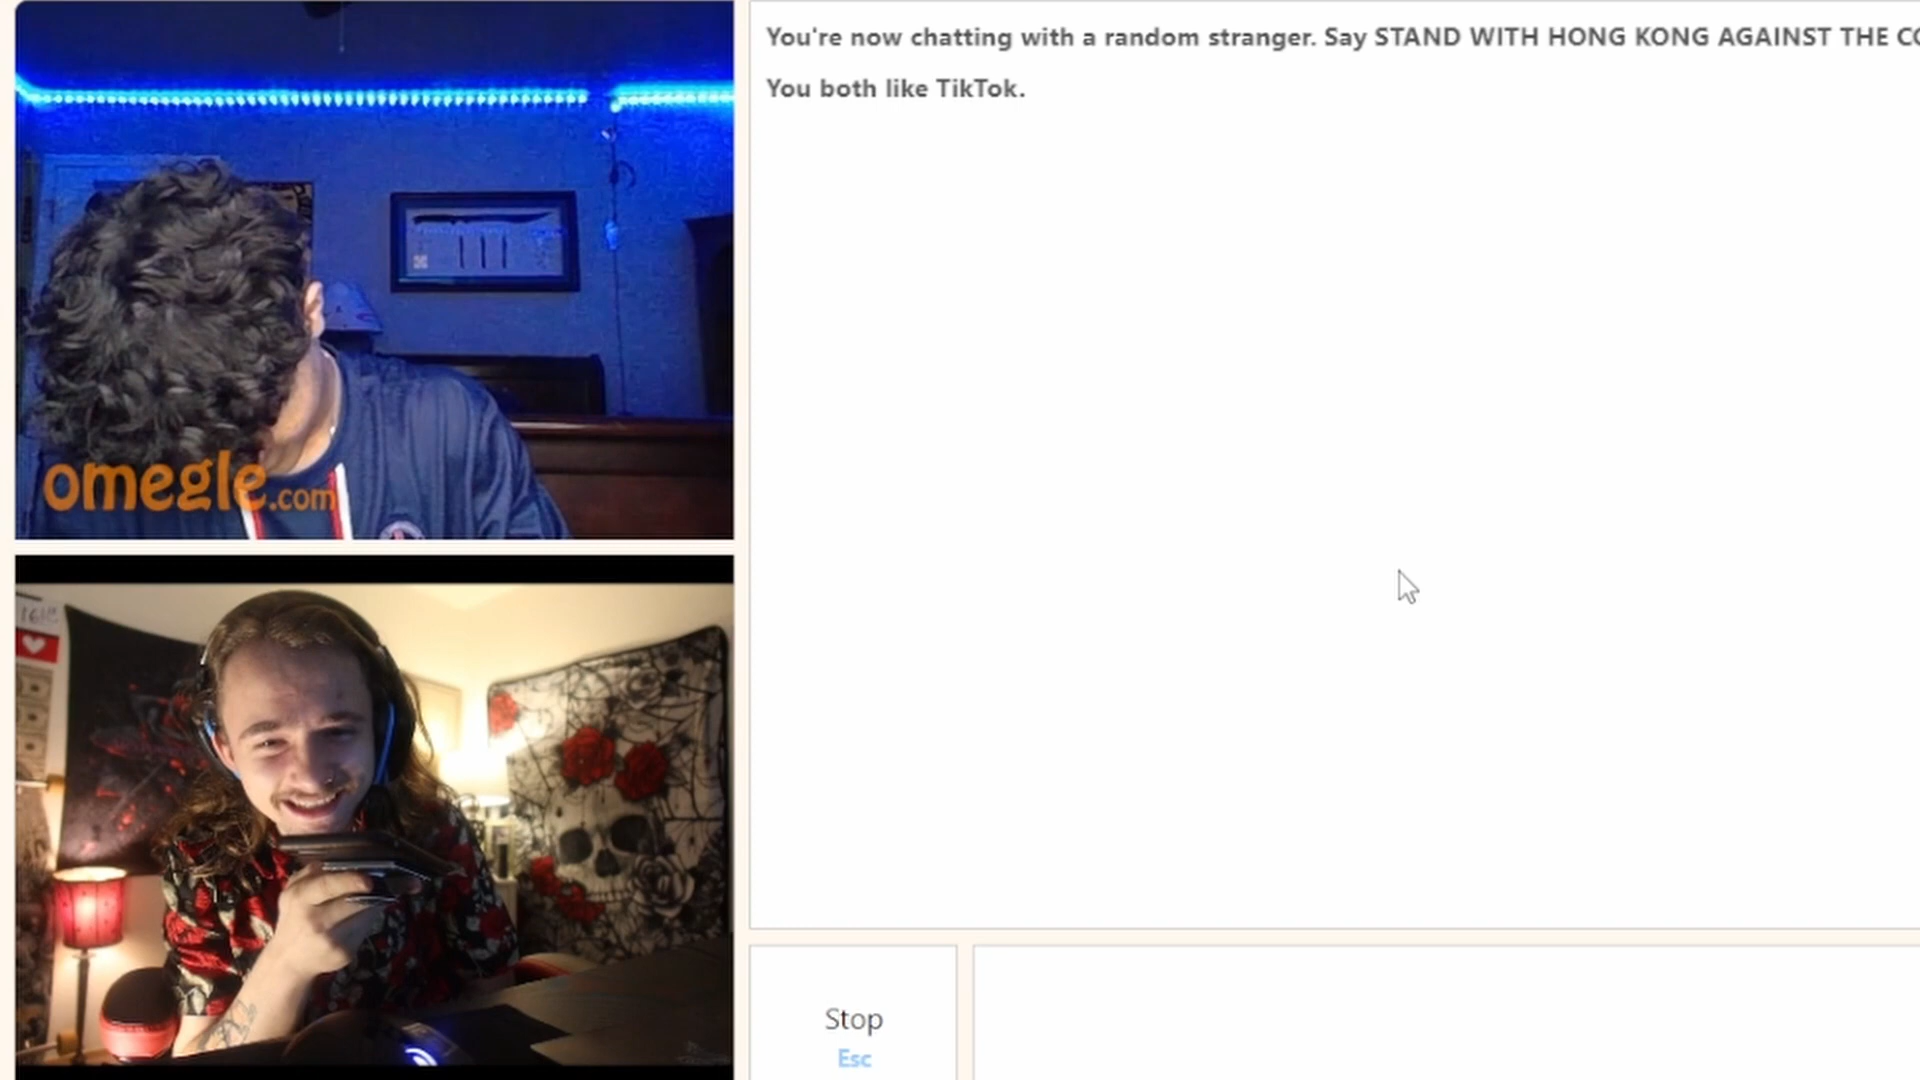 You're now chatting with a random stranger. Say STAND WITH HONG KONG AGAINST THE
You both like TikTok.
omegle.com
Stop
Esc